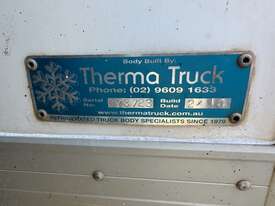 Body Built By:
Therma Truck
Phone: (02) 9609 1633
Serial No: Build Date
www.thermatruck.com.au
REFRIGERATED TRUCK BODY SPECIALISTS SINCE 1979